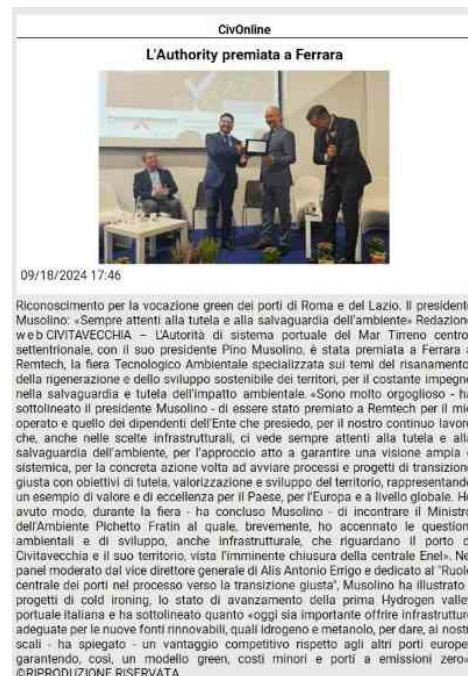 CivOnline
L'Authority premiata a Ferrara
09/18/2024 17:46
Riconoscimento per la vocazione green dei porti di Roma e del Lazio. Il president
Musolino: «Sempre attenti alla tutela e alla salvaguardia dell'ambiente» Redazion
web CIVITAVECCHIA – L'Autorità di sistema portuale del Mar Tirreno centro
settentrionale, con il suo presidente Pino Musolino, è stata premiata a Ferrara a
Remtech, la fiera Tecnologico Ambientale specializzata sui temi del risanamento
della rigenerazione e dello sviluppo sostenibile dei territori, per il costante impegn
nella salvaguardia e tutela dell'impatto ambientale. «Sono molto orgoglioso - ha
sottolineato il presidente Musolino - di essere stato premiato a Remtech per il mi
operato e quello dei dipendenti dell'Ente che presiedo, per il nostro continuo lavor
che, anche nelle scelte infrastrutturali, ci vede sempre attenti alla tutela e all
salvaguardia dell'ambiente, per l'approccio atto a garantire una visione ampia e
sistemica, per la concreta azione volta ad avviare processi e progetti di transizion
giusta con obiettivi di tutela, valorizzazione e sviluppo del territorio, rappresentand
un esempio di valore e di eccellenza per il Paese, per l'Europa e a livello globale. H
avuto modo, durante la fiera - ha concluso Musolino - di incontrare il Ministr
dell'Ambiente Pichetto Fratin al quale, brevemente, ho accennato le question
ambientali e di sviluppo, anche infrastrutturale, che riguardano il porto d
Civitavecchia e il suo territorio, vista l'imminente chiusura della centrale Enel». Ne
panel moderato dal vice direttore generale di Alis Antonio Errigo e dedicato al "Ruol
centrale dei porti nel processo verso la transizione giusta", Musolino ha illustrato
progetti di cold ironing, lo stato di avanzamento della prima Hydrogen valle
portuale italiana e ha sottolineato quanto «oggi sia importante offrire infrastruttur
adeguate per le nuove fonti rinnovabili, quali idrogeno e metanolo, per dare, ai nostr
scali - ha spiegato - un vantaggio competitivo rispetto agli altri porti europe
garantendo, così, un modello green, costi minori e porti a emissioni zero»
©RIPRODUZIONE RISERVATA